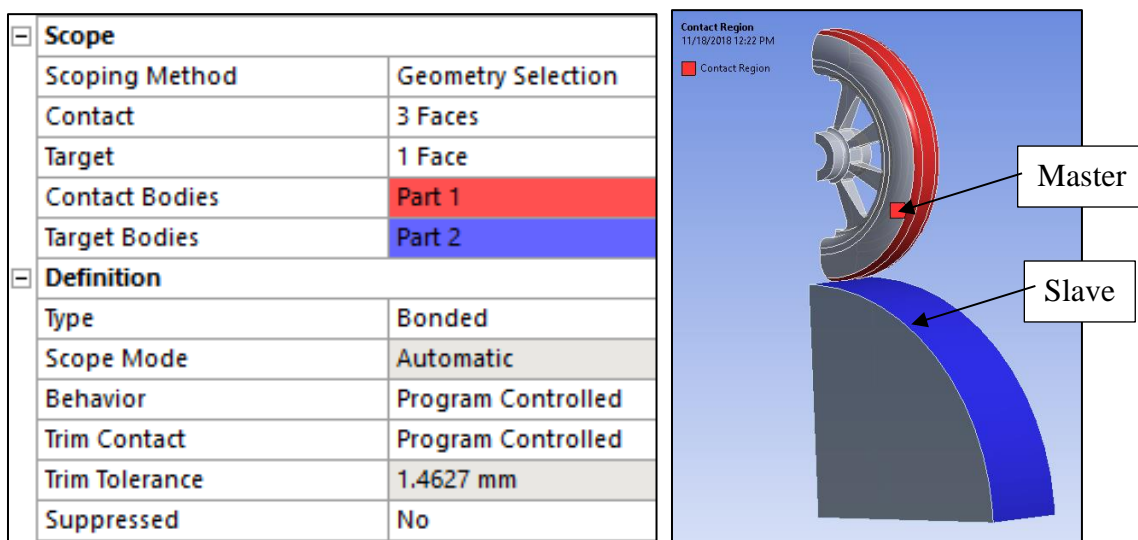 Scope
Scoping Method Geometry Selection
Contact 3 Faces
Target 1 Face
Contact Bodies Part 1
Target Bodies Part 2
Definition
Type Bonded
Scope Mode Automatic
Behavior Program Controlled
Trim Contact Program Controlled
Trim Tolerance 1.4627 mm
Suppressed No
Contact Region
11/18/2018 12:22 PM
Contact Region
Master
Slave